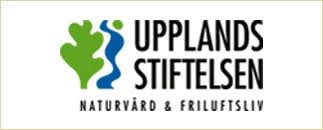 UPPLANDS
STIFTELSEN
NATURVÅRD & FRILUFTSLIV